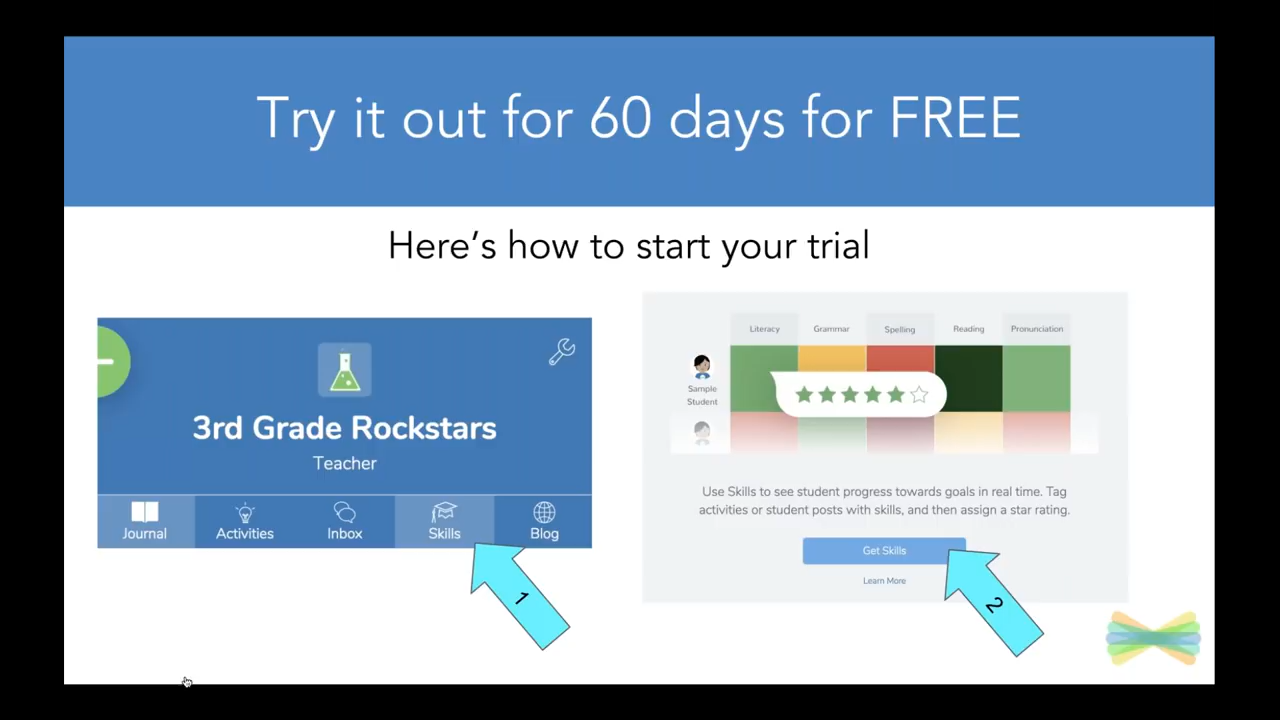 Try it out for 60 days for FREE
Here's how to start your trial
3rd Grade Rockstars
Teacher
Journal
Activities
Inbox
Skills
Blog
1
Literacy
Grammar
Spelling
Reading
Pronunciation
Sample
Student
Use Skills to see student progress towards goals in real time. Tag
activities or student posts with skills, and then assign a star rating.
Get Skills
Learn More
2